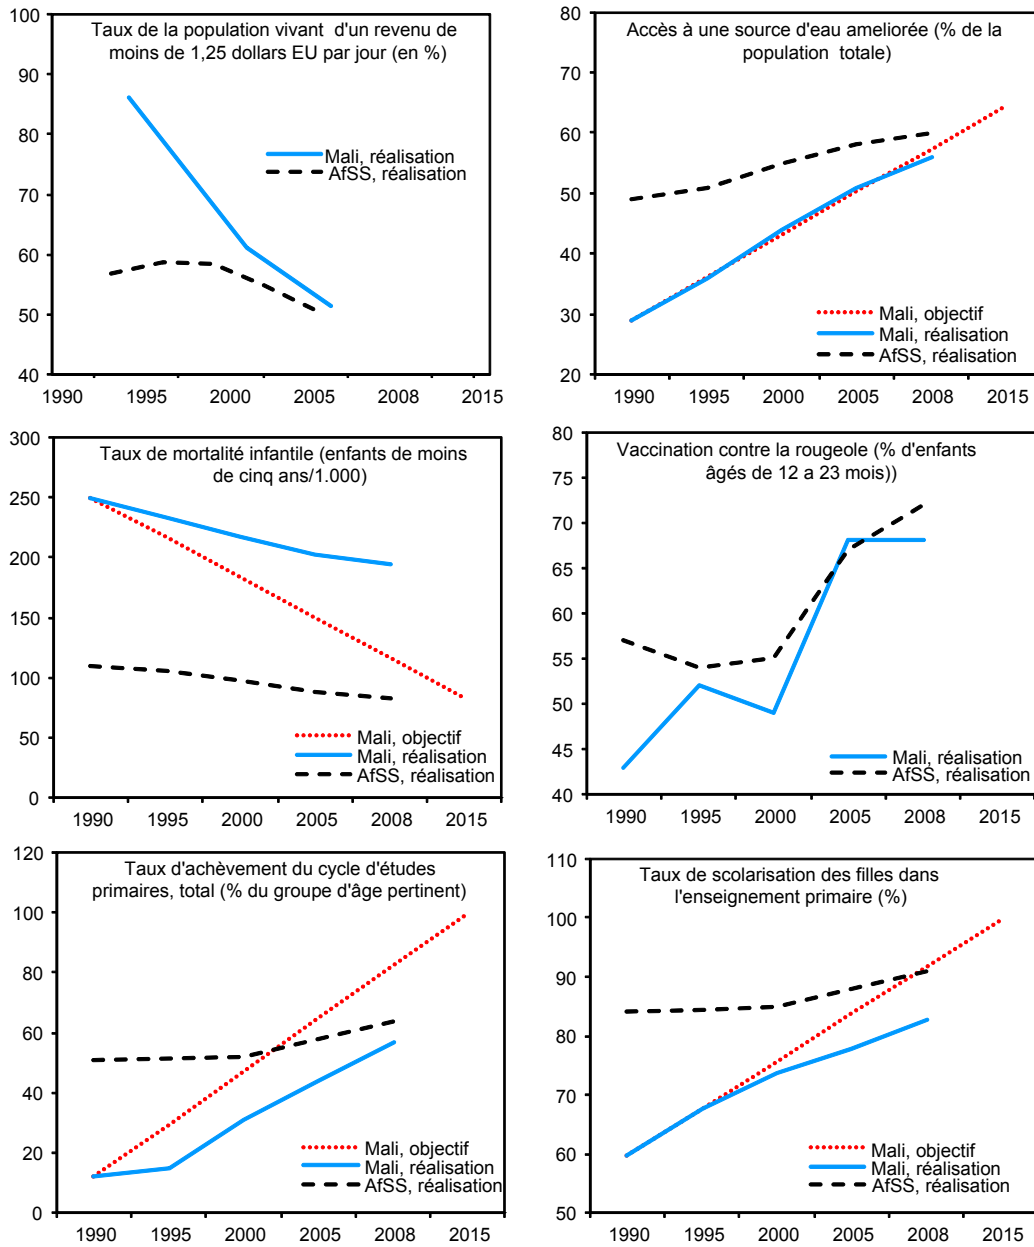 Taux de la population vivant d'un revenu de
moins de 1,25 dollars EU par jour (en %)
100
90
80
70
60
50
40
Mali, réalisation
AfSS, réalisation
1990 1995 2000 2005 2008 2015
Accès à une source d'eau ameliorée (% de la
population totale)
80
70
60
50
40
30
20
Mali, objectif
Mali, réalisation
AfSS, réalisation
1990 1995 2000 2005 2008 2015
Taux de mortalité infantile (enfants de moins
de cinq ans/1.000)
300
250
200
150
100
50
0
Mali, objectif
Mali, réalisation
AfSS, réalisation
1990 1995 2000 2005 2008 2015
Vaccination contre la rougeole (% d'enfants
âgés de 12 a 23 mois))
80
75
70
65
60
55
50
45
40
Mali, réalisation
AfSS, réalisation
1990 1995 2000 2005 2008 2015
Taux d'achèvement du cycle d'études
primaires, total (% du groupe d'âge pertinent)
120
100
80
60
40
20
0
Mali, objectif
Mali, réalisation
AfSS, réalisation
1990 1995 2000 2005 2008 2015
Taux de scolarisation des filles dans
l'enseignement primaire (%)
110
100
90
80
70
60
50
Mali, objectif
Mali, réalisation
AfSS, réalisation
1990 1995 2000 2005 2008 2015